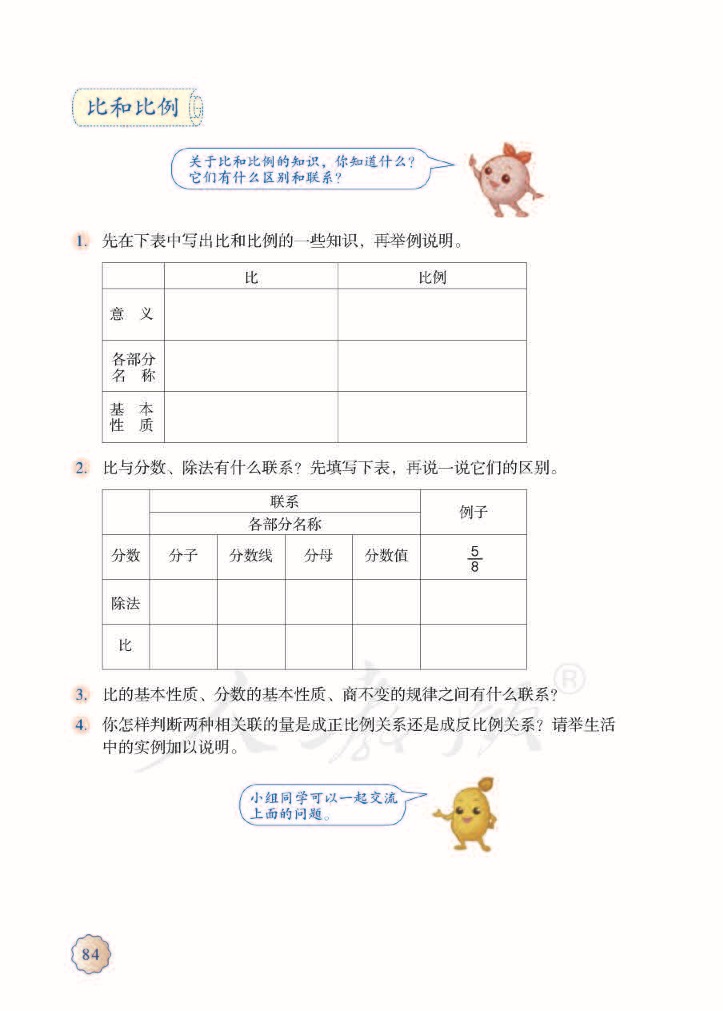 比和比例
关于比和比例的知识，你知道什么？
它们有什么区别和联系？
1. 先在下表中写出比和比例的一些知识，再举例说明。
比 比例
意 义
各部分
名 称
基 本
性 质
2. 比与分数、除法有什么联系？先填写下表，再说一说它们的区别。
联系 例子
各部分名称
分数 分子 分数线 分母 分数值 5/8
除法
比
3. 比的基本性质、分数的基本性质、商不变的规律之间有什么联系？
4. 你怎样判断两种相关联的量是成正比例关系还是成反比例关系？请举生活
中的实例加以说明。
小组同学可以一起交流
上面的问题。
84